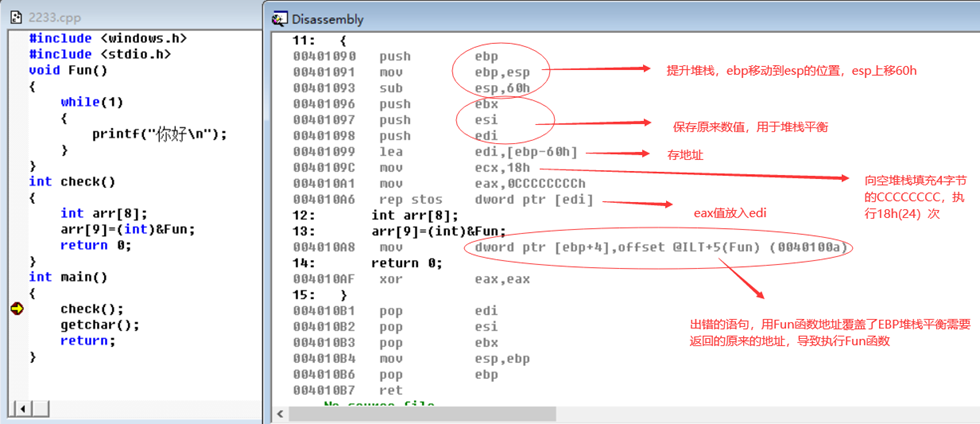 2233.cpp
#include <windows.h>
#include <stdio.h>
void Fun()
{
while(1)
{
printf("你好\n");
}
}
int check()
{
int arr[8];
arr[9]=(int)&Fun;
return 0;
}
int main()
{
check();
getchar();
return;
}
Disassembly
11: {
00401090 push ebp
00401091 mov ebp,esp
00401093 sub esp,60h
00401096 push ebx
00401097 push esi
00401098 push edi
00401099 lea edi,[ebp-60h]
0040109C mov ecx,18h
004010A1 mov eax,0CCCCCCCCh
004010A6 rep stos dword ptr [edi]
12: int arr[8];
13: arr[9]=(int)&Fun;
004010A8 mov dword ptr [ebp+4],offset @ILT+5(Fun) (0040100a)
14: return 0;
004010AF xor eax,eax
15: }
004010B1 pop edi
004010B2 pop esi
004010B3 pop ebx
004010B4 mov esp,ebp
004010B6 pop ebp
004010B7 ret
No source file
提升堆栈，ebp移动到esp的位置，esp上移60h
保存原来数值，用于堆栈平衡
存地址
向空堆栈填充4字节
的CCCCCCCC，执
行18h(24）次
eax值放入edi
出错的语句，用Fun函数地址覆盖了EBP堆栈平衡需要
返回的原来的地址，导致执行Fun函数